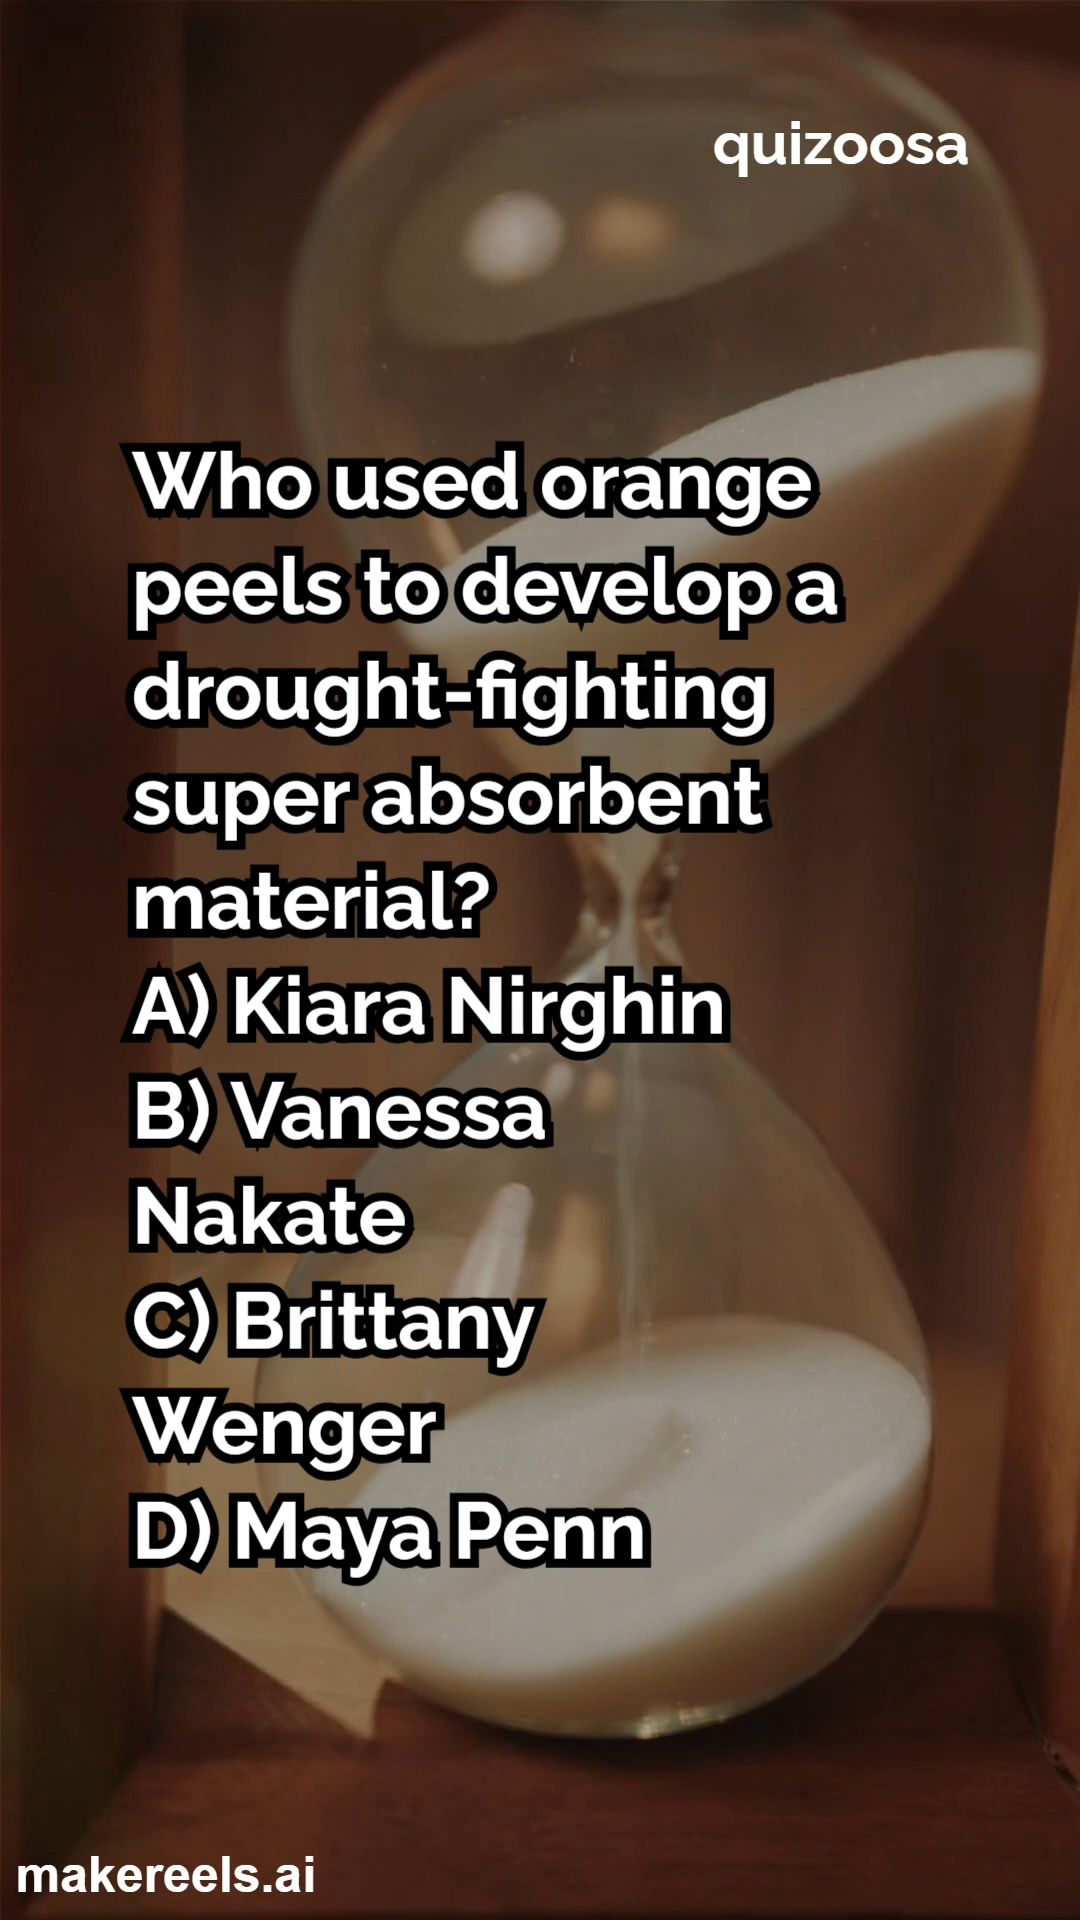 quizoosa
Who used orange
peels to develop a
drought-fighting
super absorbent
material?
A) Kiara Nirghin
B) Vanessa
Nakate
C) Brittany
Wenger
D) Maya Penn
makereels.ai